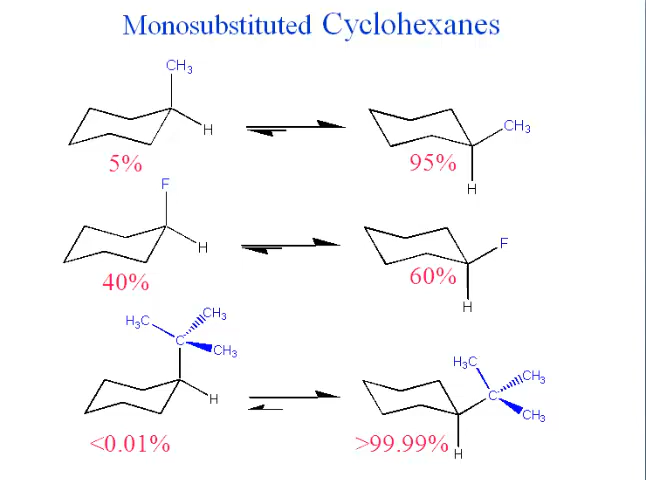 Monosubstituted Cyclohexanes
CH3
H
5%
CH3
95%
H
F
H
40%
F
60%
H
H3C
CH3
C
CH3
H
<0.01%
H3C
CH3
C
CH3
>99.99%
H